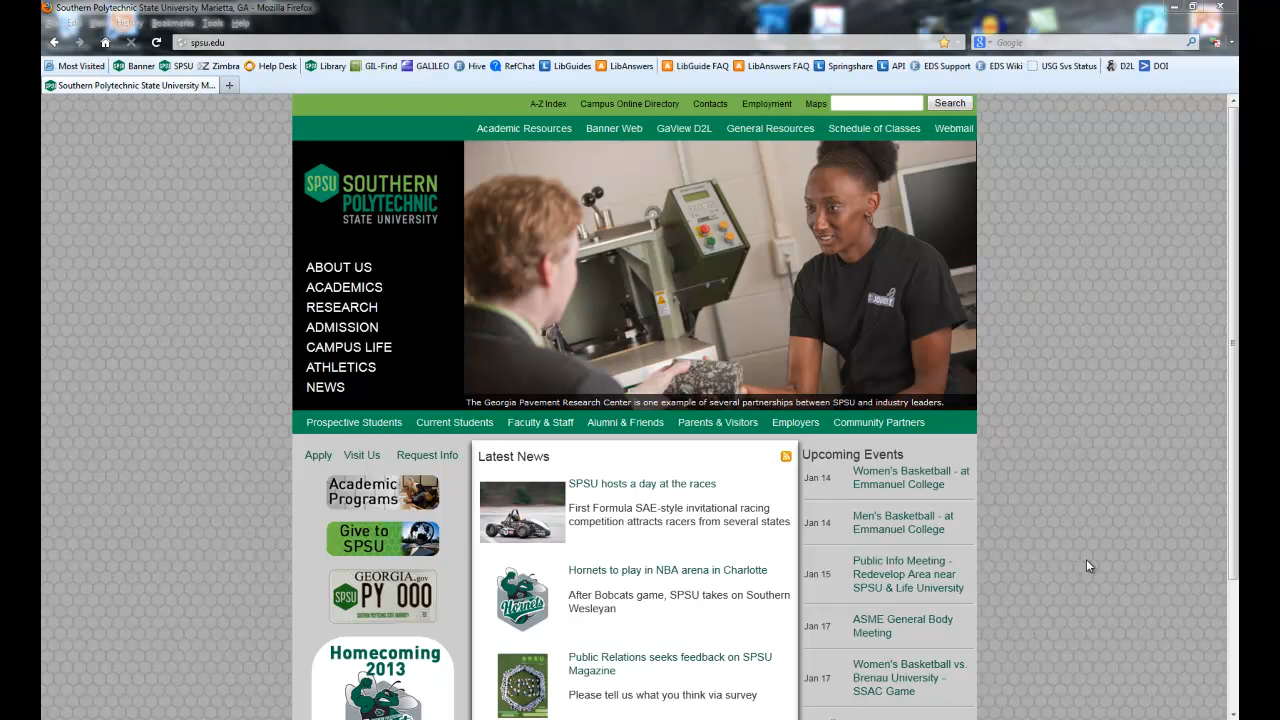 Southern Polytechnic State University Marietta, GA - Mozilla Firefox
History Bookmarks Tools Help
spsu.edu
Google
Most Visited Banner SPSU Zimbra Help Desk Library GIL-Find GALILEO Hive RefChat LibGuides LibAnswers LibGuide FAQ LibAnswers FAQ Springshare API EDS Support EDS Wiki USG Svs Status D2L DOI
Southern Polytechnic State University M...
A-Z Index Campus Online Directory Contacts Employment Maps Search
Academic Resources Banner Web GaView D2L General Resources Schedule of Classes Webmail
SPSU SOUTHERN
POLYTECHNIC
STATE UNIVERSITY
ABOUT US
ACADEMICS
RESEARCH
ADMISSION
CAMPUS LIFE
ATHLETICS
NEWS
The Georgia Pavement Research Center is one example of several partnerships between SPSU and industry leaders.
Prospective Students Current Students Faculty & Staff Alumni & Friends Parents & Visitors Employers Community Partners
Apply Visit Us Request Info
Academic
Programs
Give to
SPSU
GEORGIA.gov
SPSU PY 000
Homecoming
2013
Latest News
SPSU hosts a day at the races
First Formula SAE-style invitational racing
competition attracts racers from several states
Hornets
Hornets to play in NBA arena in Charlotte
After Bobcats game, SPSU takes on Southern
Wesleyan
SPSU
Public Relations seeks feedback on SPSU
Magazine
Please tell us what you think via survey
Upcoming Events
Jan 14
Women's Basketball - at
Emmanuel College
Jan 14
Men's Basketball - at
Emmanuel College
Jan 15
Public Info Meeting -
Redevelop Area near
SPSU & Life University
Jan 17
ASME General Body
Meeting
Jan 17
Women's Basketball vs.
Brenau University -
SSAC Game